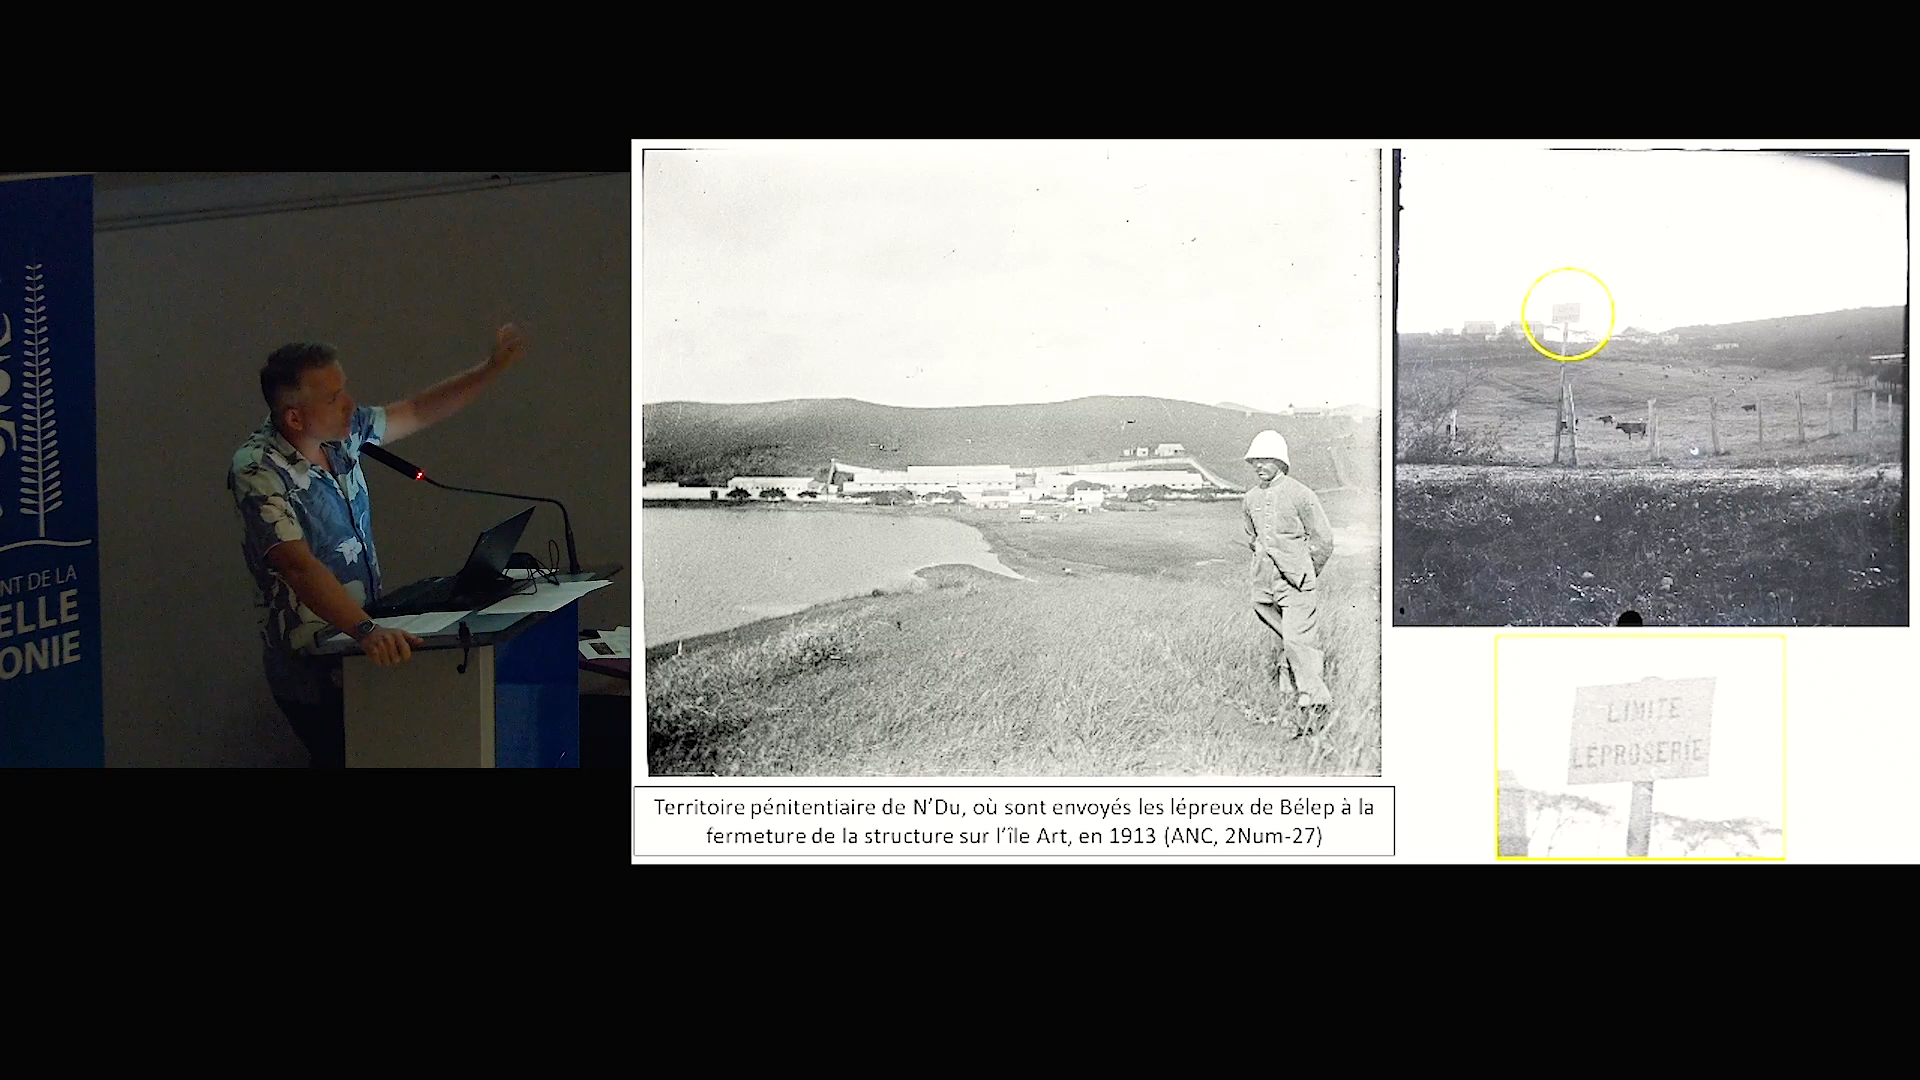 NT DE LA
ELLE
ONIE
Territoire pénitentiaire de N’Du, où sont envoyés les lépreux de Bélep à la
fermeture de la structure sur l’île Art, en 1913 (ANC, 2Num-27)
LIMITE
LÉPROSERIE